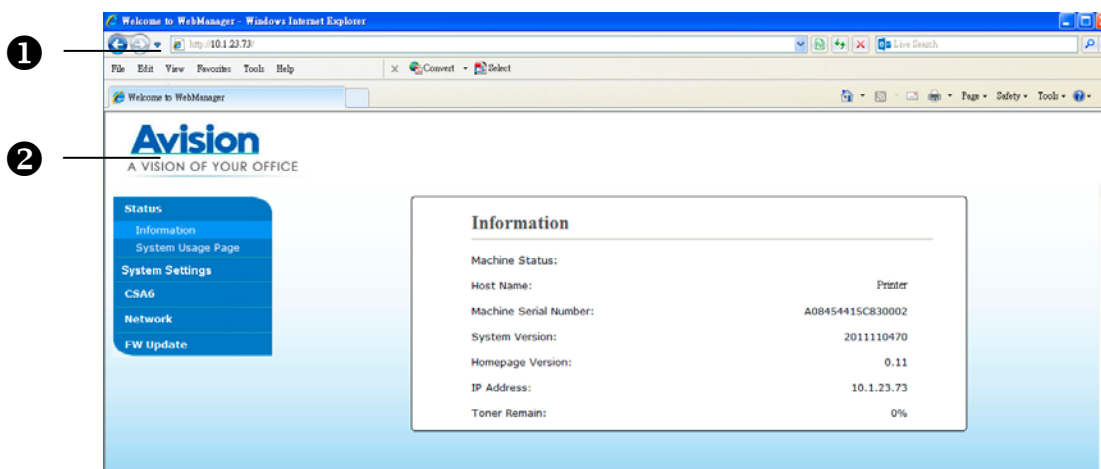 Welcome to WebManager - Windows Internet Explorer
❶
http://10.1.23.73/
Live Search
File Edit View Favorites Tools Help
Convert Select
Welcome to WebManager
Page Safety Tools
❷
Avision
A VISION OF YOUR OFFICE
Status
Information
System Usage Page
System Settings
CSA6
Network
FW Update
Information
Machine Status:
Host Name: Printer
Machine Serial Number: A08454415C830002
System Version: 2011110470
Homepage Version: 0.11
IP Address: 10.1.23.73
Toner Remain: 0%